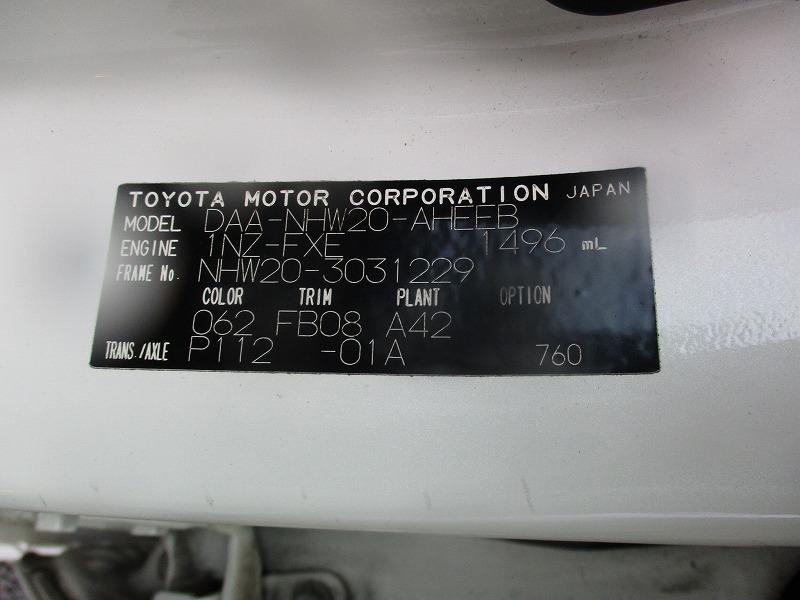 TOYOTA MOTOR CORPORATION JAPAN
MODEL DAA-NHW20-AHEEB
ENGINE 1NZ-FXE 1496 mL
FRAME No. NHW20-3031229
COLOR TRIM PLANT OPTION
062 FB08 A42
TRANS./AXLE P112 -01A 760